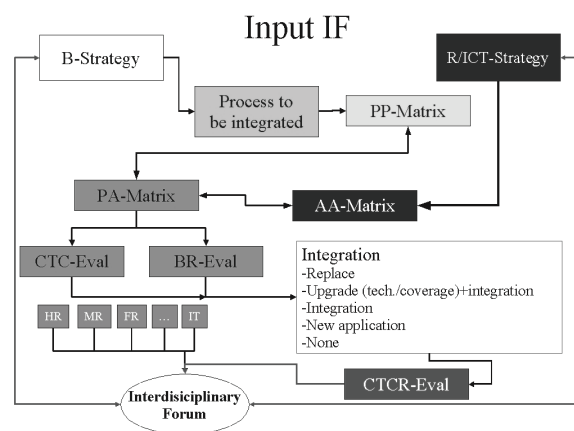 Input IF
B-Strategy
R/ICT-Strategy
Process to
be integrated
PP-Matrix
PA-Matrix
AA-Matrix
CTC-Eval
BR-Eval
Integration
-Replace
-Upgrade (tech./coverage)+integration
-Integration
-New application
-None
HR
MR
FR
...
IT
CTCR-Eval
Interdisiciplinary
Forum